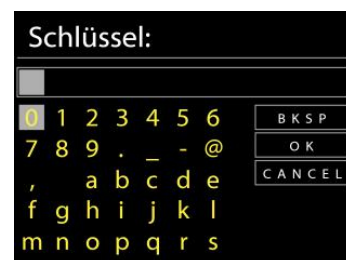 Schlüssel:
0 1 2 3 4 5 6 BKSP
7 8 9 . _ - @ OK
, a b c d e CANCEL
f g h i j k l
m n o p q r s